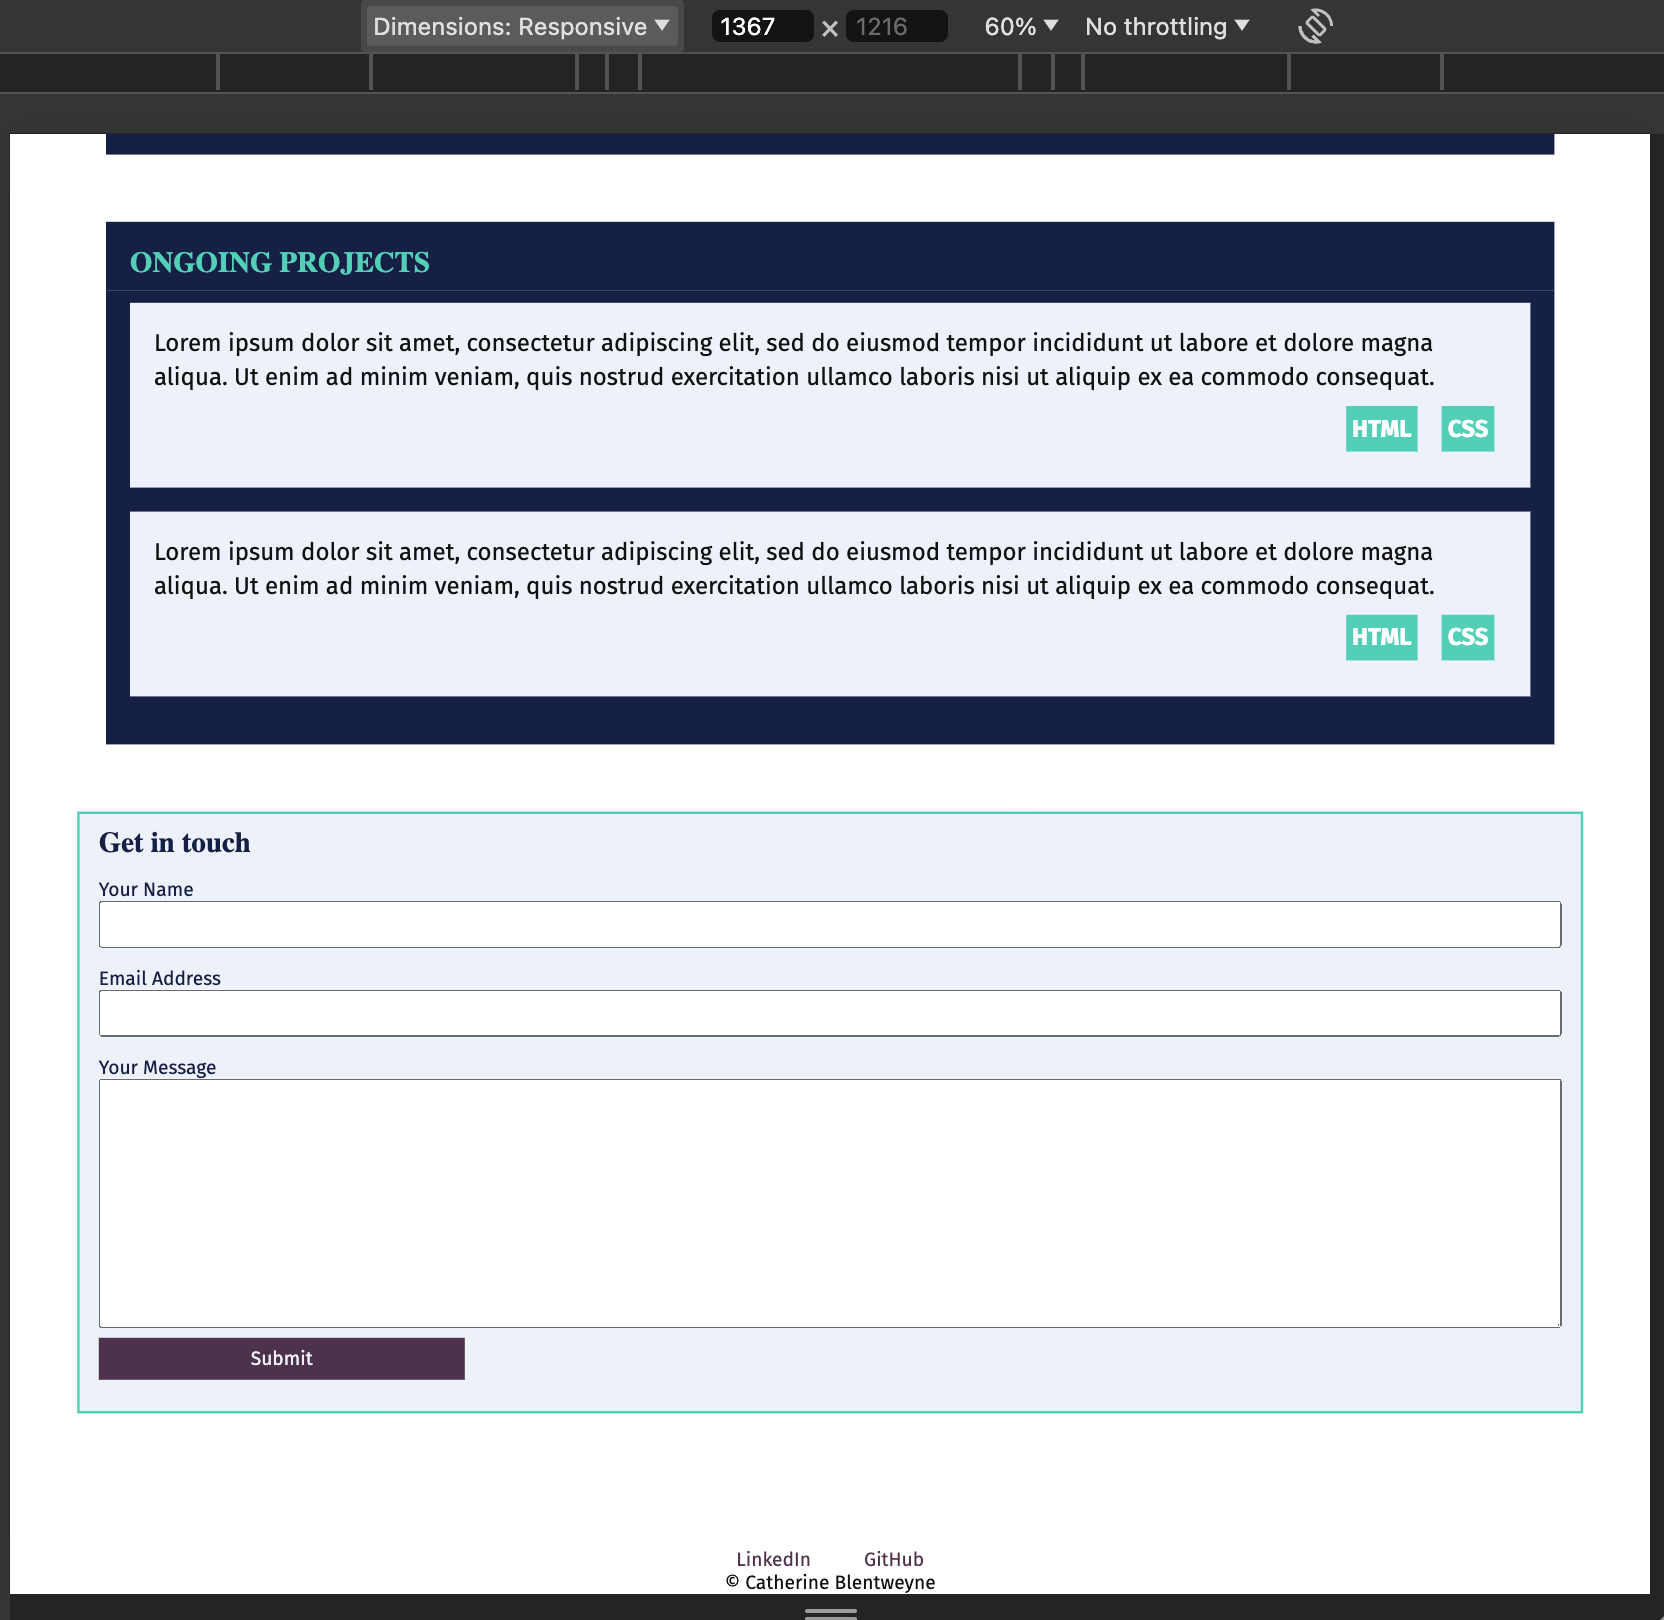 Dimensions: Responsive ▼ 1367 × 1216 60% ▼ No throttling ▼
ONGOING PROJECTS
Lorem ipsum dolor sit amet, consectetur adipiscing elit, sed do eiusmod tempor incididunt ut labore et dolore magna
aliqua. Ut enim ad minim veniam, quis nostrud exercitation ullamco laboris nisi ut aliquip ex ea commodo consequat.
HTML CSS
Lorem ipsum dolor sit amet, consectetur adipiscing elit, sed do eiusmod tempor incididunt ut labore et dolore magna
aliqua. Ut enim ad minim veniam, quis nostrud exercitation ullamco laboris nisi ut aliquip ex ea commodo consequat.
HTML CSS
Get in touch
Your Name
Email Address
Your Message
Submit
LinkedIn GitHub
© Catherine Blentweyne